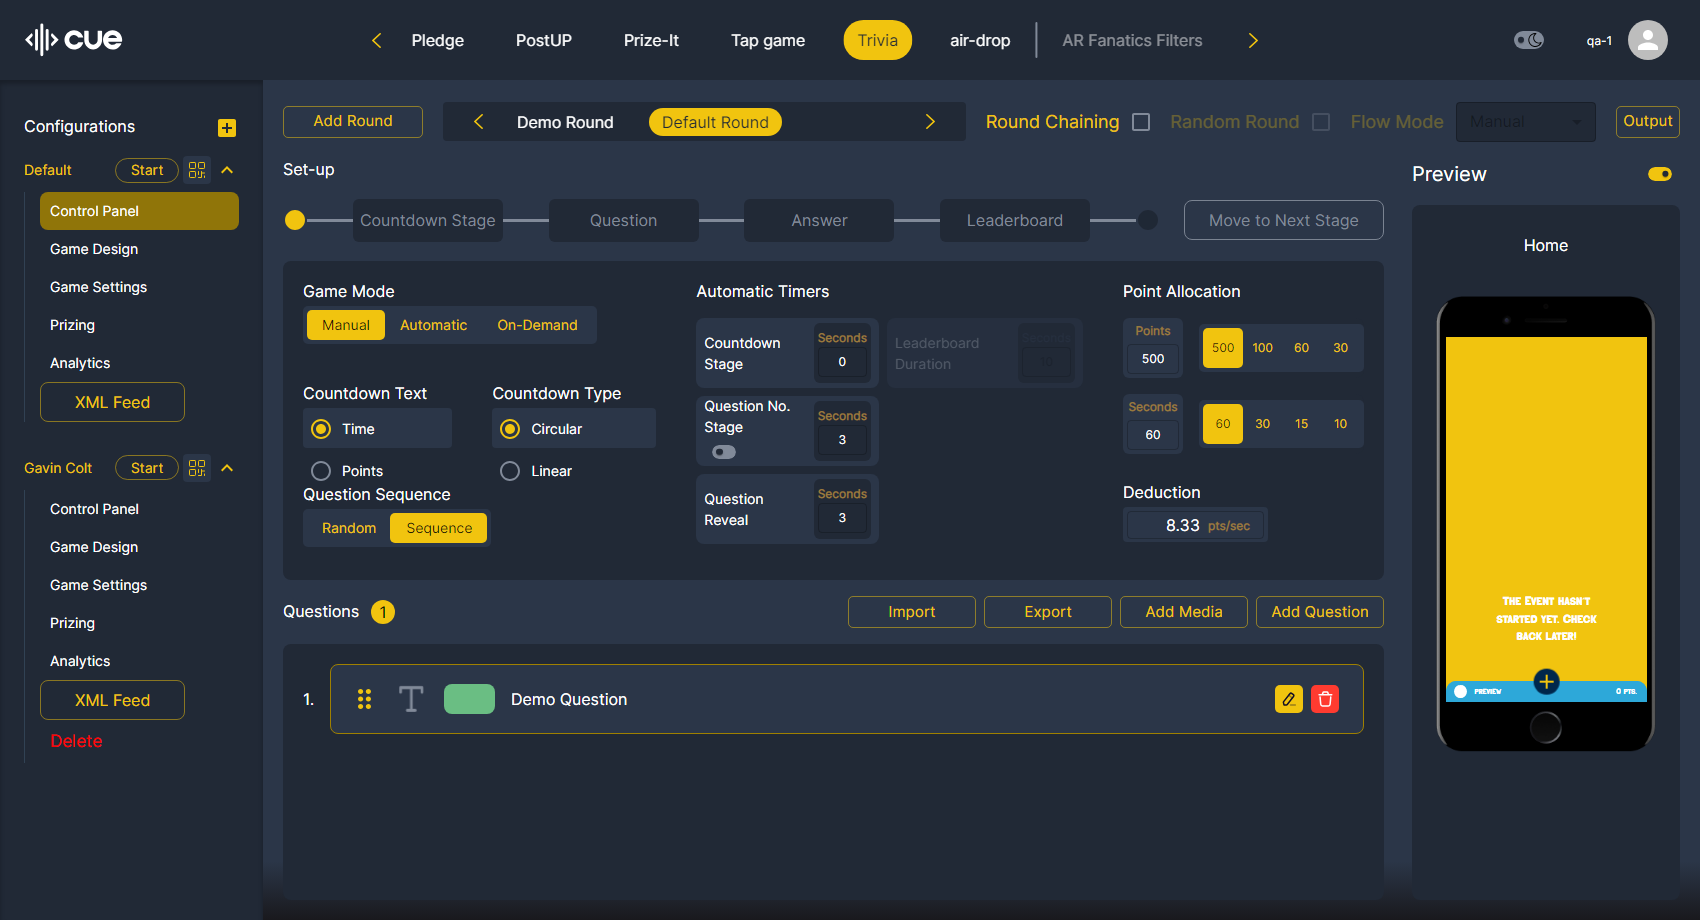 cue
Pledge
PostUP
Prize-It
Tap game
Trivia
air-drop
AR Fanatics Filters
qa-1
Configurations
Default
Start
Control Panel
Game Design
Game Settings
Prizing
Analytics
XML Feed
Gavin Colt
Start
Control Panel
Game Design
Game Settings
Prizing
Analytics
XML Feed
Delete
Add Round
Demo Round
Default Round
Round Chaining
Random Round
Flow Mode
Manual
Output
Set-up
Countdown Stage
Question
Answer
Leaderboard
Move to Next Stage
Game Mode
Manual
Automatic
On-Demand
Countdown Text
Time
Points
Countdown Type
Circular
Linear
Question Sequence
Random
Sequence
Automatic Timers
Countdown
Stage
Seconds
0
Leaderboard
Duration
Seconds
10
Question No.
Stage
Seconds
3
Question
Reveal
Seconds
3
Point Allocation
Points
500
500
100
60
30
Seconds
60
60
30
15
10
Deduction
8.33 pts/sec
Questions 1
Import
Export
Add Media
Add Question
1.
T
Demo Question
Preview
Home
The Event hasn't
started yet. Check
back later!
PREVIEW
0 PTS.